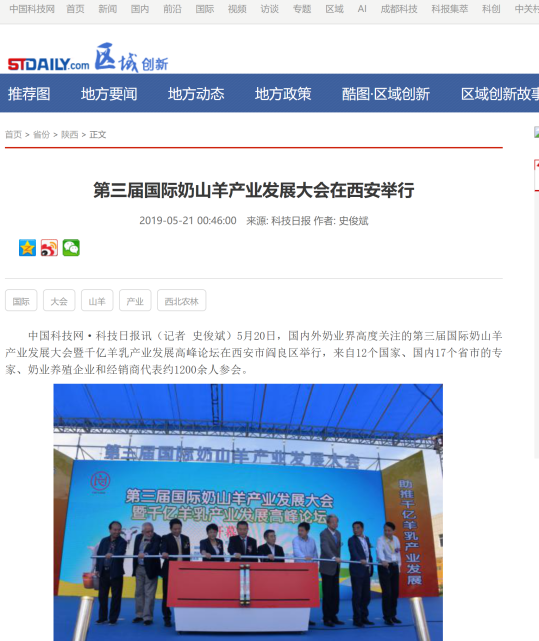 中国科技网 首页 新闻 国内 前沿 国际 视频 访谈 专题 区域 AI 成都科技 科报集萃 科创 中关村
STDAILY.com 区域创新
推荐图 地方要闻 地方动态 地方政策 酷图·区域创新 区域创新故事
首页 > 省份 > 陕西 > 正文
第三届国际奶山羊产业发展大会在西安举行
2019-05-21 00:46:00 来源: 科技日报 作者: 史俊斌
国际 大会 山羊 产业 西北农林
中国科技网·科技日报讯（记者 史俊斌）5月20日，国内外奶业界高度关注的第三届国际奶山羊
产业发展大会暨千亿羊乳产业发展高峰论坛在西安市阎良区举行，来自12个国家、国内17个省市的专
家、奶业养殖企业和经销商代表约1200余人参会。
第三届国际奶山羊产业发展大会
第三届国际奶山羊产业发展大会
暨千亿羊乳产业发展高峰论坛
助推千亿羊乳产业发展